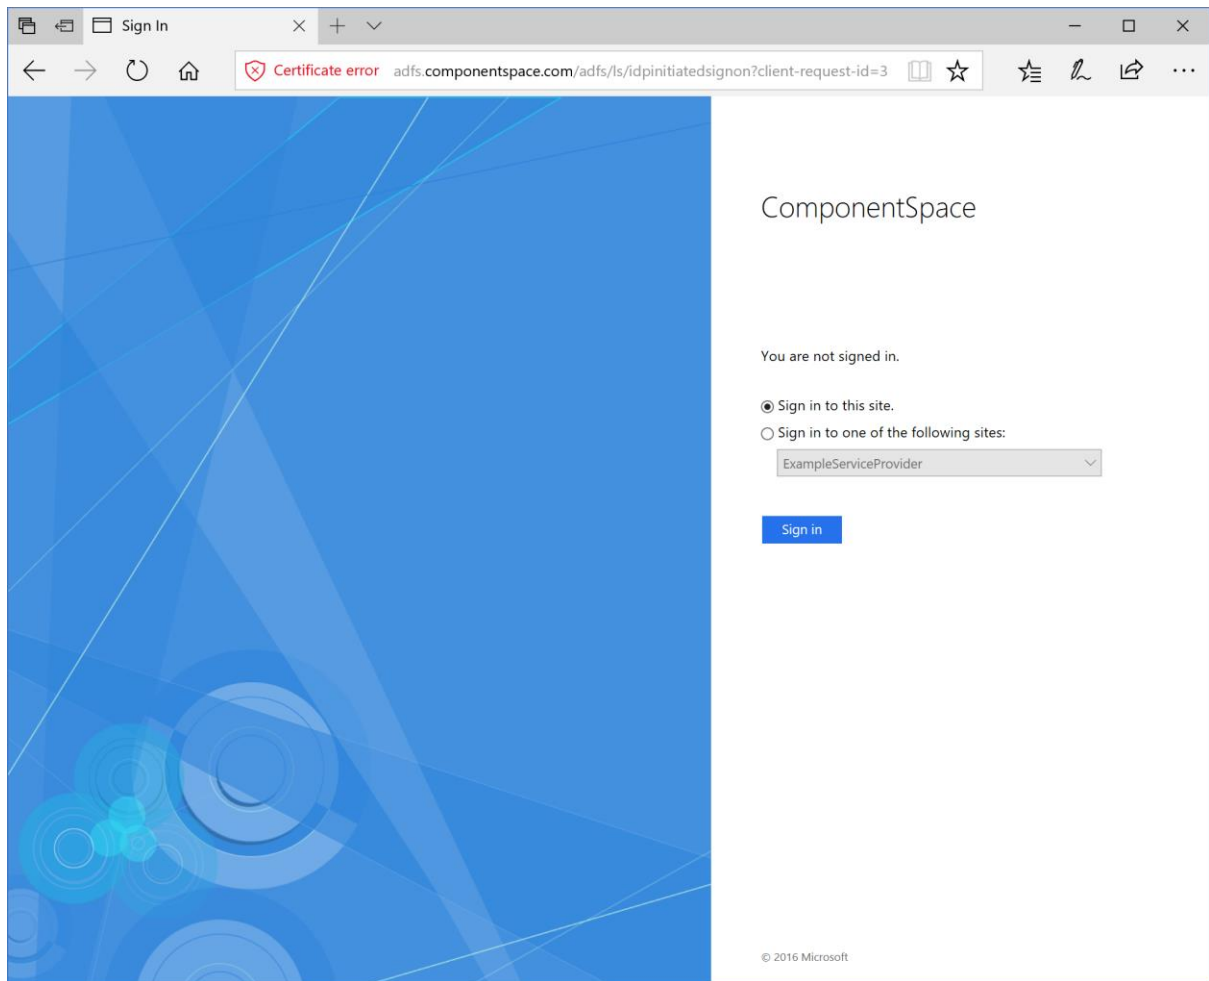 Sign In
Certificate error adfs.componentspace.com/adfs/ls/idpinitiatedsignon?client-request-id=3
ComponentSpace
You are not signed in.
Sign in to this site.
Sign in to one of the following sites:
ExampleServiceProvider
Sign in
© 2016 Microsoft